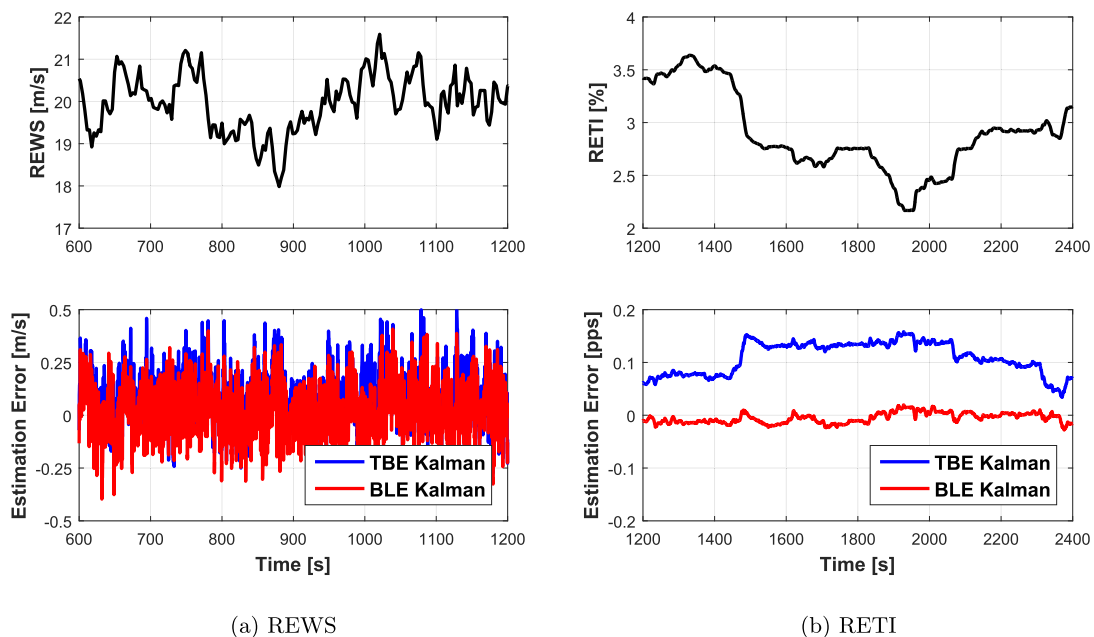 REWS [m/s]
22
21
20
19
18
17
600 700 800 900 1000 1100 1200
RETI [%]
4
3.5
3
2.5
2
1200 1400 1600 1800 2000 2200 2400
Estimation Error [m/s]
0.5
0.25
0
-0.25
-0.5
TBE Kalman
BLE Kalman
600 700 800 900 1000 1100 1200
Time [s]
Estimation Error [pps]
0.2
0.1
0
-0.1
-0.2
TBE Kalman
BLE Kalman
1200 1400 1600 1800 2000 2200 2400
Time [s]
(a) REWS
(b) RETI